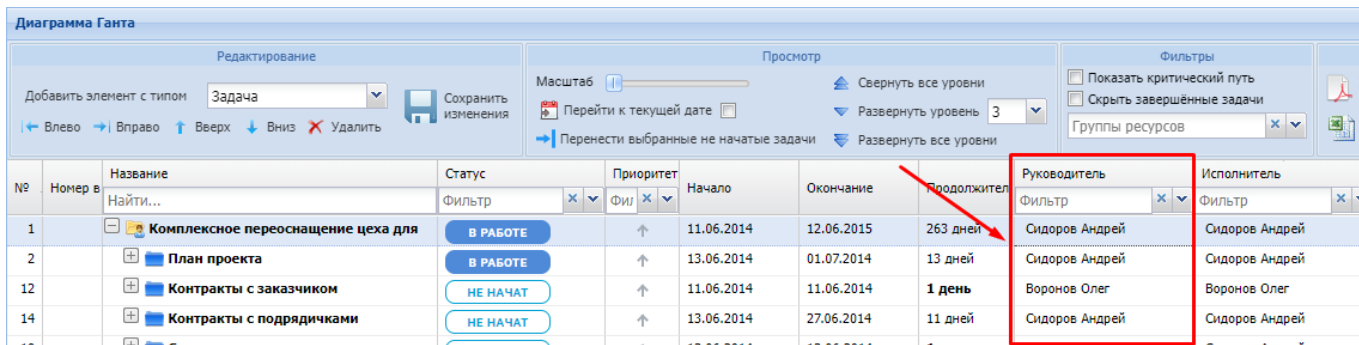 Диаграмма Ганта
Редактирование
Просмотр
Фильтры
Добавить элемент с типом Задача
Сохранить изменения
Влево Вправо Вверх Вниз Удалить
Масштаб
Свернуть все уровни
Перейти к текущей дате
Развернуть уровень 3
Перенести выбранные не начатые задачи
Развернуть все уровни
Показать критический путь
Скрыть завершённые задачи
Группы ресурсов
№ Номер в Название Статус Приоритет Начало Окончание Продолжител Руководитель Исполнитель
Найти... Фильтр Фил Фильтр Фильтр
1 Комплексное переоснащение цеха для В РАБОТЕ 11.06.2014 12.06.2015 263 дней Сидоров Андрей Сидоров Андрей
2 План проекта В РАБОТЕ 13.06.2014 01.07.2014 13 дней Сидоров Андрей Сидоров Андрей
12 Контракты с заказчиком НЕ НАЧАТ 11.06.2014 11.06.2014 1 день Воронов Олег Воронов Олег
14 Контракты с подрядичками НЕ НАЧАТ 13.06.2014 27.06.2014 11 дней Сидоров Андрей Сидоров Андрей